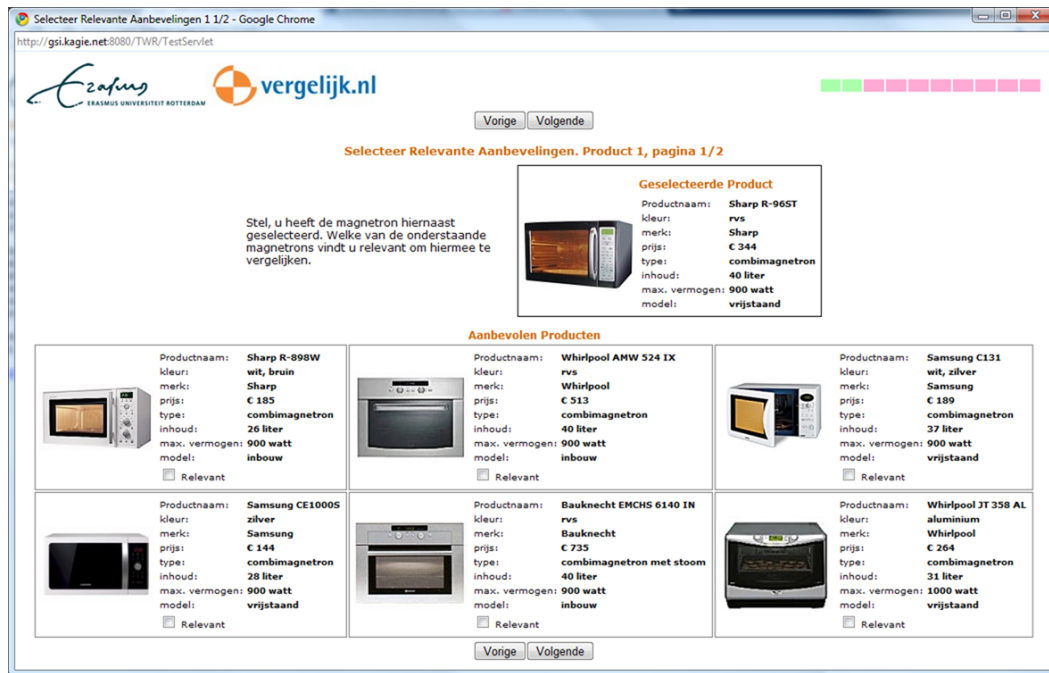 Selecteer Relevante Aanbevelingen 1 1/2 - Google Chrome
http://gsi.kagie.net:8080/TWR/TestServlet
Erasmus
ERASMUS UNIVERSITEIT ROTTERDAM
vergelijk.nl
Vorige Volgende
Selecteer Relevante Aanbevelingen. Product 1, pagina 1/2
Stel, u heeft de magnetron hiernaast
geselecteerd. Welke van de onderstaande
magnetrons vindt u relevant om hiermee te
vergelijken.
Geselecteerde Product
Productnaam: Sharp R-96ST
kleur: rvs
merk: Sharp
prijs: € 344
type: combimagnetron
inhoud: 40 liter
max. vermogen: 900 watt
model: vrijstaand
Aanbevolen Producten
Productnaam: Sharp R-898W
kleur: wit, bruin
merk: Sharp
prijs: € 185
type: combimagnetron
inhoud: 26 liter
max. vermogen: 900 watt
model: inbouw
Relevant
Productnaam: Whirlpool AMW 524 IX
kleur: rvs
merk: Whirlpool
prijs: € 513
type: combimagnetron
inhoud: 40 liter
max. vermogen: 900 watt
model: inbouw
Relevant
Productnaam: Samsung C131
kleur: wit, zilver
merk: Samsung
prijs: € 189
type: combimagnetron
inhoud: 37 liter
max. vermogen: 900 watt
model: vrijstaand
Relevant
Productnaam: Samsung CE1000S
kleur: zilver
merk: Samsung
prijs: € 144
type: combimagnetron
inhoud: 28 liter
max. vermogen: 900 watt
model: vrijstaand
Relevant
Productnaam: Bauknecht EMCHS 6140 IN
kleur: rvs
merk: Bauknecht
prijs: € 735
type: combimagnetron met stoom
inhoud: 40 liter
max. vermogen: 900 watt
model: inbouw
Relevant
Productnaam: Whirlpool JT 358 AL
kleur: aluminium
merk: Whirlpool
prijs: € 264
type: combimagnetron
inhoud: 31 liter
max. vermogen: 1000 watt
model: vrijstaand
Relevant
Vorige Volgende